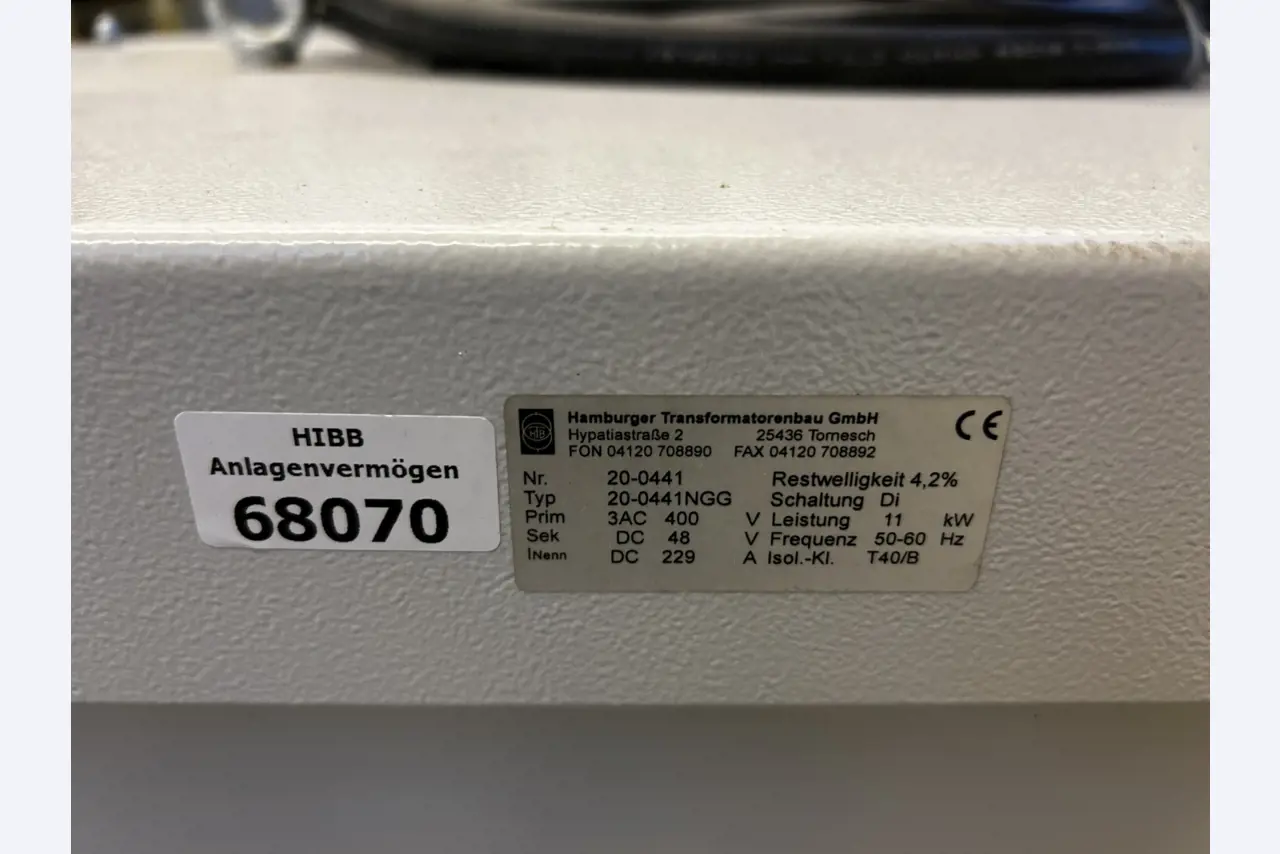 HIBB
Anlagenvermögen
68070
HTB
Hamburger Transformatorenbau GmbH
Hypatiastraße 2 25436 Tornesch
FON 04120 708890 FAX 04120 708892
CE
Nr. 20-0441 Restwelligkeit 4,2%
Typ 20-0441NGG Schaltung Di
Prim 3AC 400 V Leistung 11 kW
Sek DC 48 V Frequenz 50-60 Hz
INenn DC 229 A Isol.-Kl. T40/B